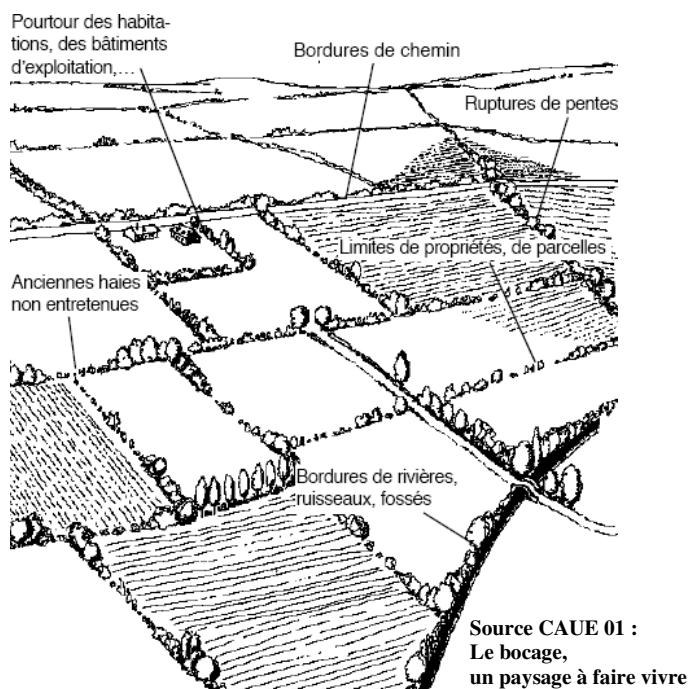 Pourtour des habita-
tions, des bâtiments
d'exploitation,...
Bordures de chemin
Ruptures de pentes
Limites de propriétés, de parcelles
Anciennes haies
non entretenues
Bordures de rivières,
ruisseaux, fossés
Source CAUE 01 :
Le bocage,
un paysage à faire vivre